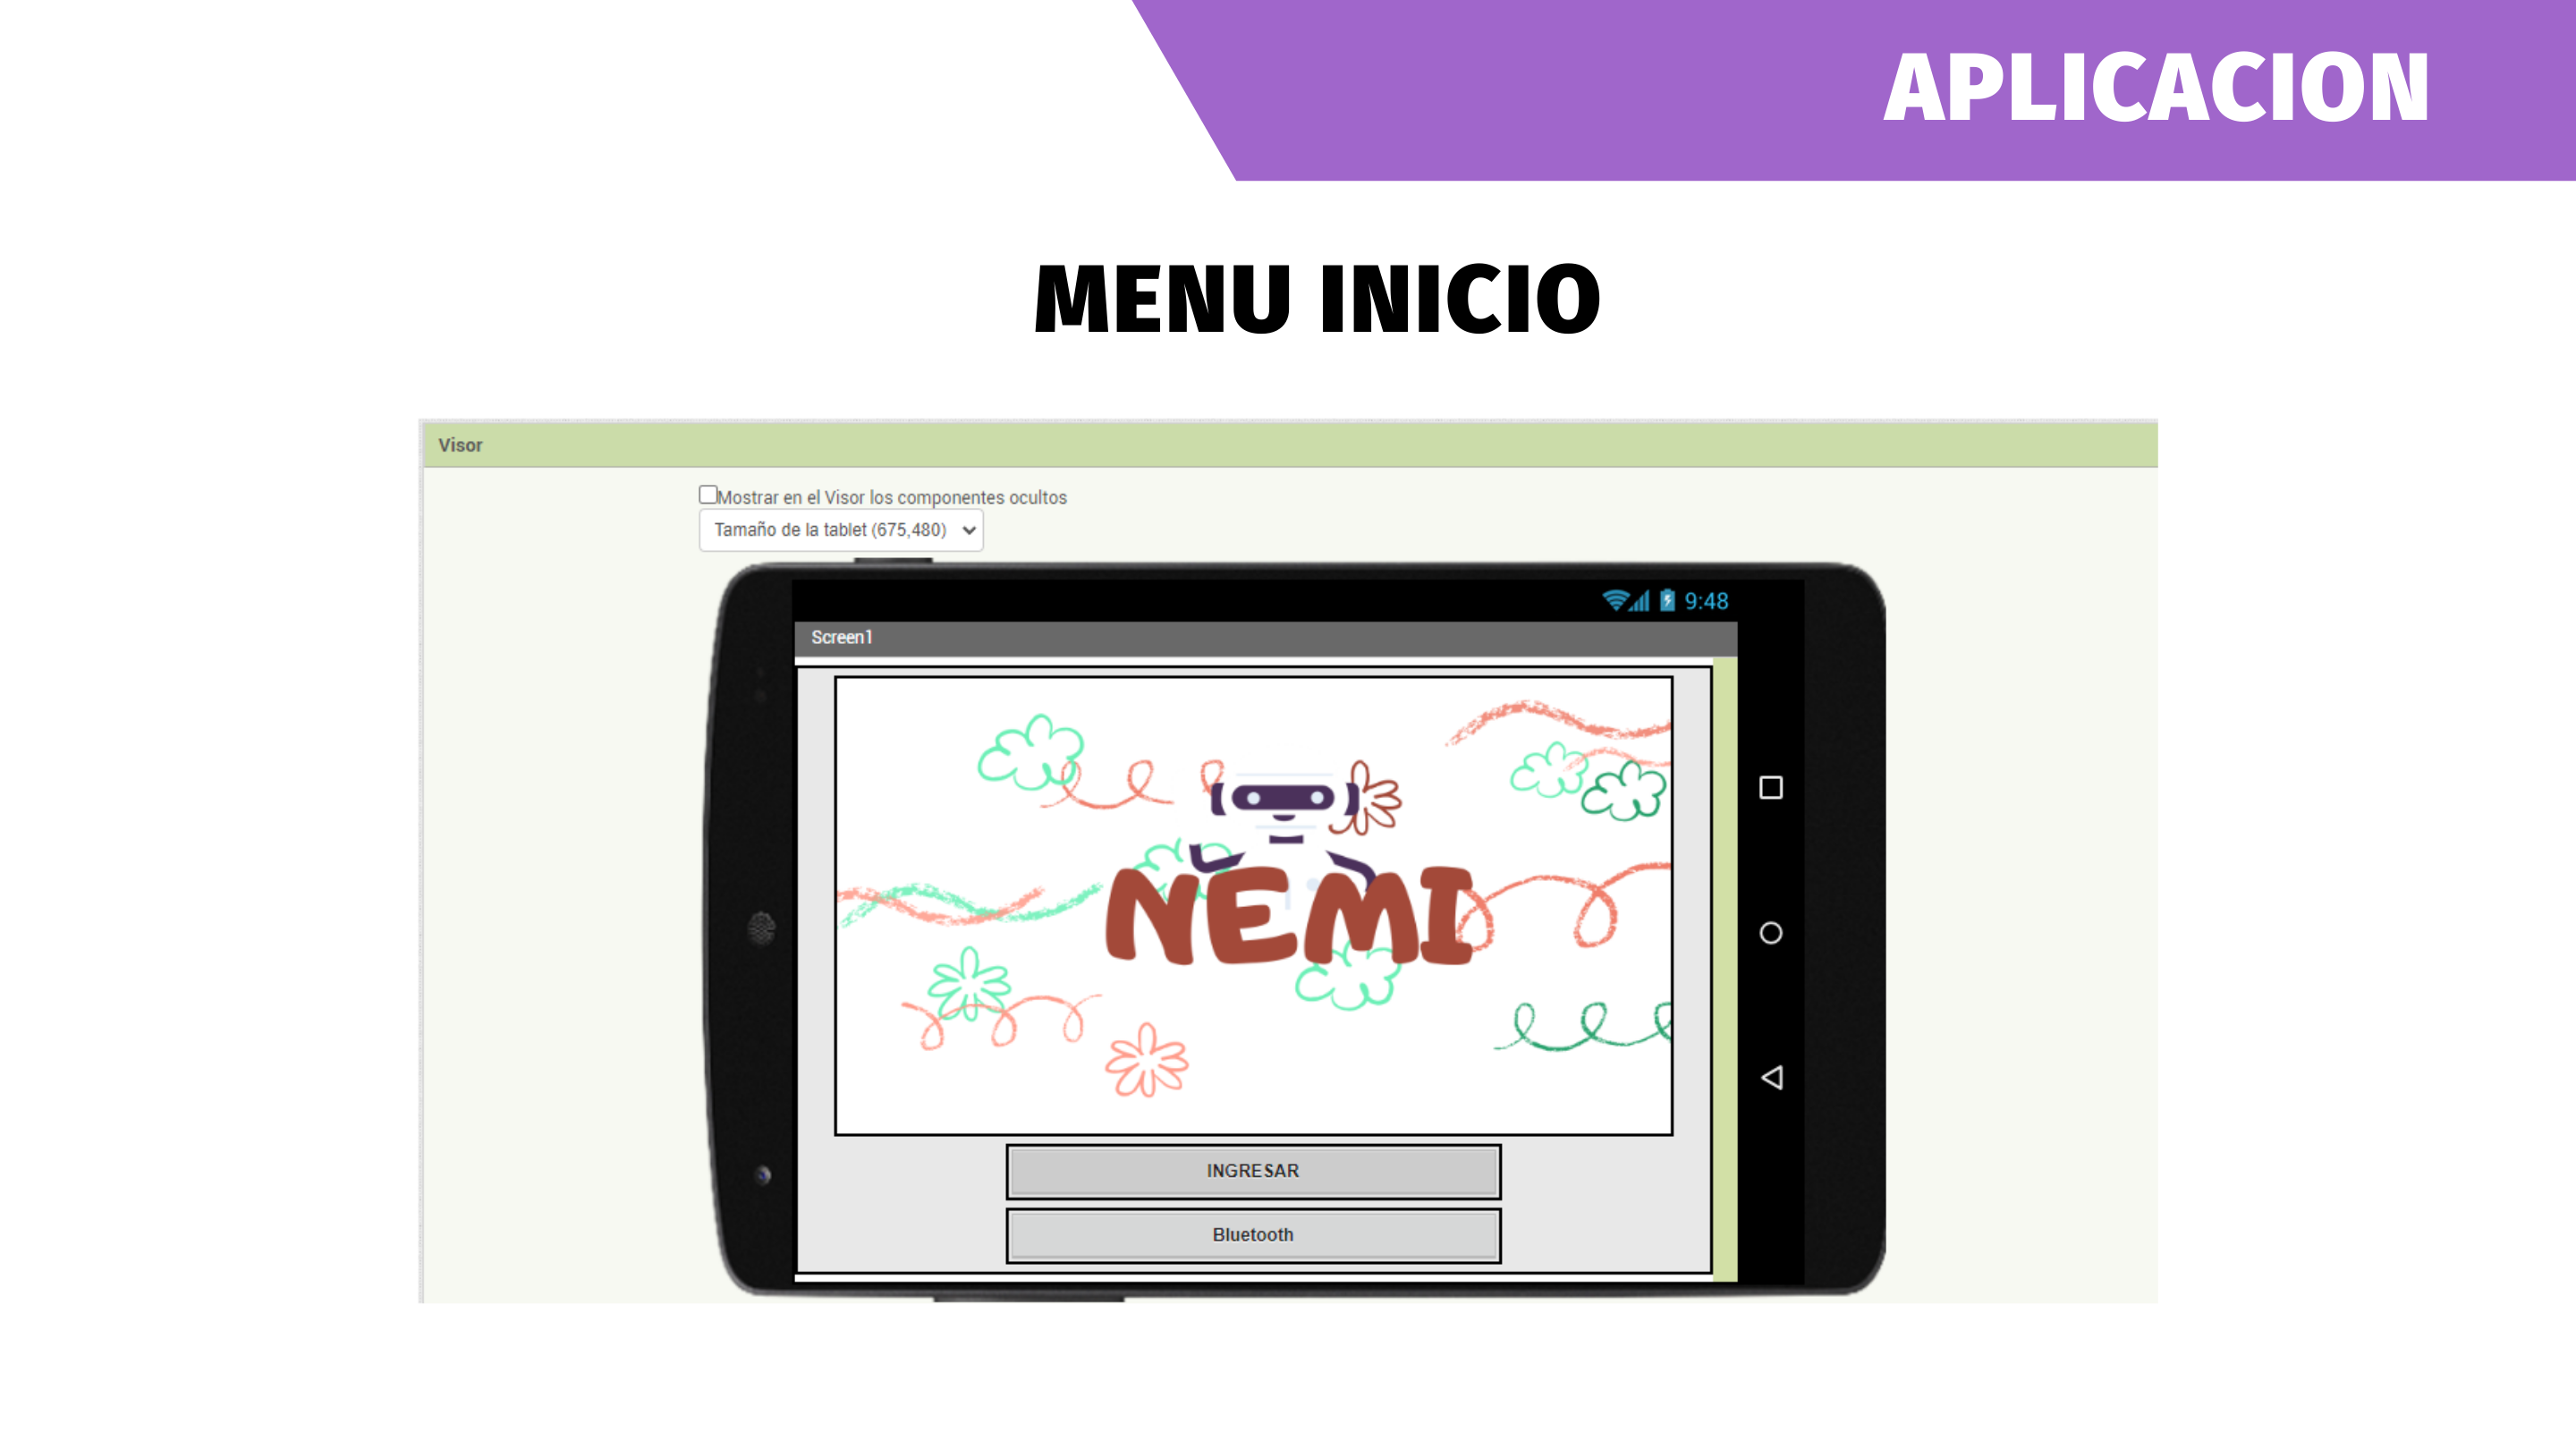 APLICACION
MENU INICIO
Visor
Mostrar en el Visor los componentes ocultos
Tamaño de la tablet (675,480)
9:48
Screen1
NEMI
INGRESAR
Bluetooth